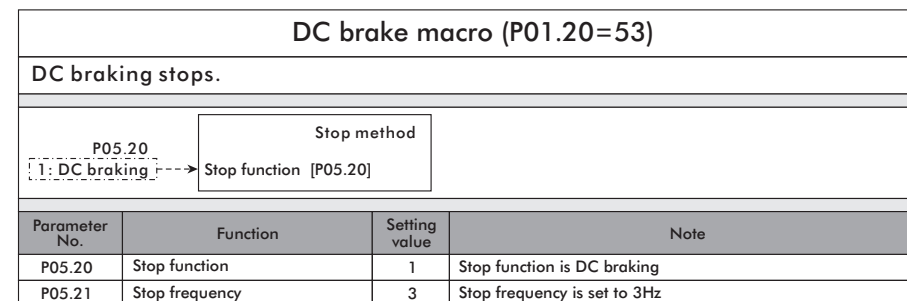 DC brake macro (P01.20=53)
DC braking stops.
Stop method
P05.20
1: DC braking
Stop function [P05.20]
Parameter No. Function Setting value Note
P05.20 Stop function 1 Stop function is DC braking
P05.21 Stop frequency 3 Stop frequency is set to 3Hz